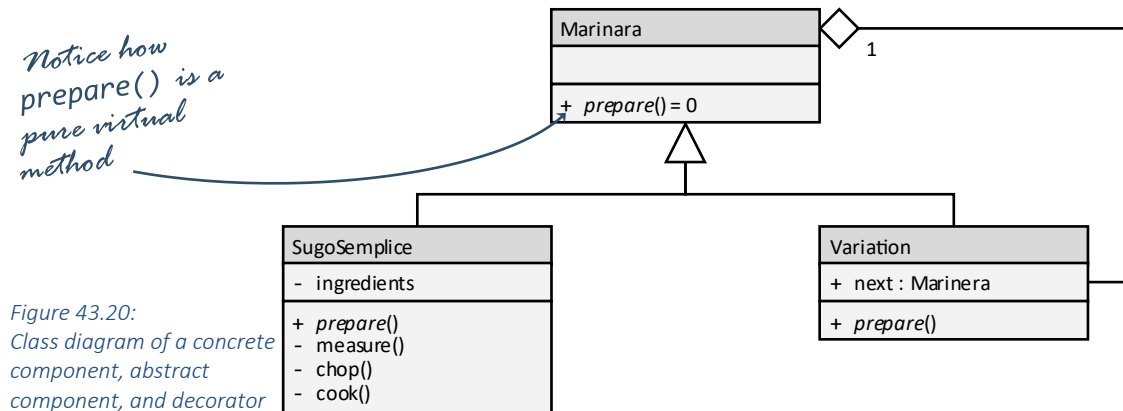 Marinara
1
+ prepare() = 0
Notice how
prepare() is a
pure virtual
method
SugoSemplice
- ingredients
+ prepare()
- measure()
- chop()
- cook()
Variation
+ next : Marinera
+ prepare()
Figure 43.20:
Class diagram of a concrete
component, abstract
component, and decorator